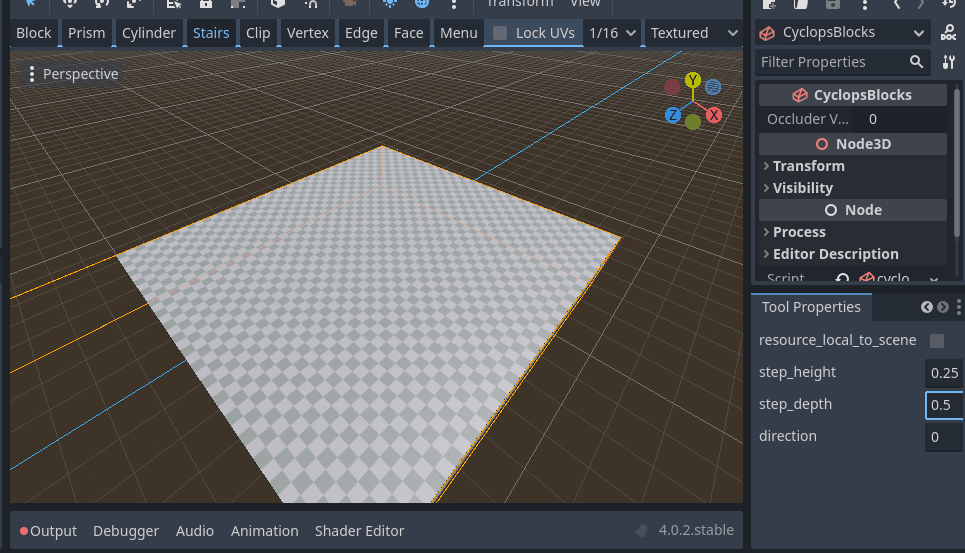 Transform View
Block Prism Cylinder Stairs Clip Vertex Edge Face Menu Lock UVs 1/16 Textured
Perspective
Y
Z X
Output Debugger Audio Animation Shader Editor 4.0.2.stable
CyclopsBlocks
DOC
Filter Properties
CyclopsBlocks
Occluder V... 0
Node3D
Transform
Visibility
Node
Process
Editor Description
Script cyclo
Tool Properties
resource_local_to_scene
step_height 0.25
step_depth 0.5
direction 0